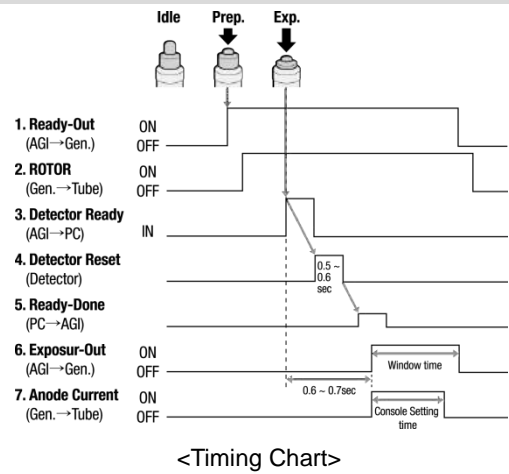 Idle Prep. Exp.
1. Ready-Out ON
(AGI→Gen.) OFF
2. ROTOR ON
(Gen.→Tube) OFF
3. Detector Ready
(AGI→PC) IN
4. Detector Reset
(Detector)
0.5 ~
0.6
sec
5. Ready-Done
(PC→AGI)
6. Exposur-Out ON
(AGI→Gen.) OFF
Window time
0.6 ~ 0.7sec
7. Anode Current ON
(Gen.→Tube) OFF
Console Setting
time
<Timing Chart>